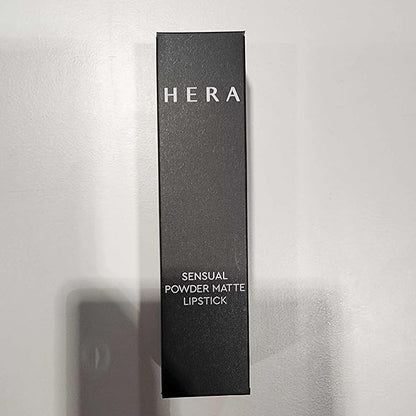 HERA
SENSUAL
POWDER MATTE
LIPSTICK